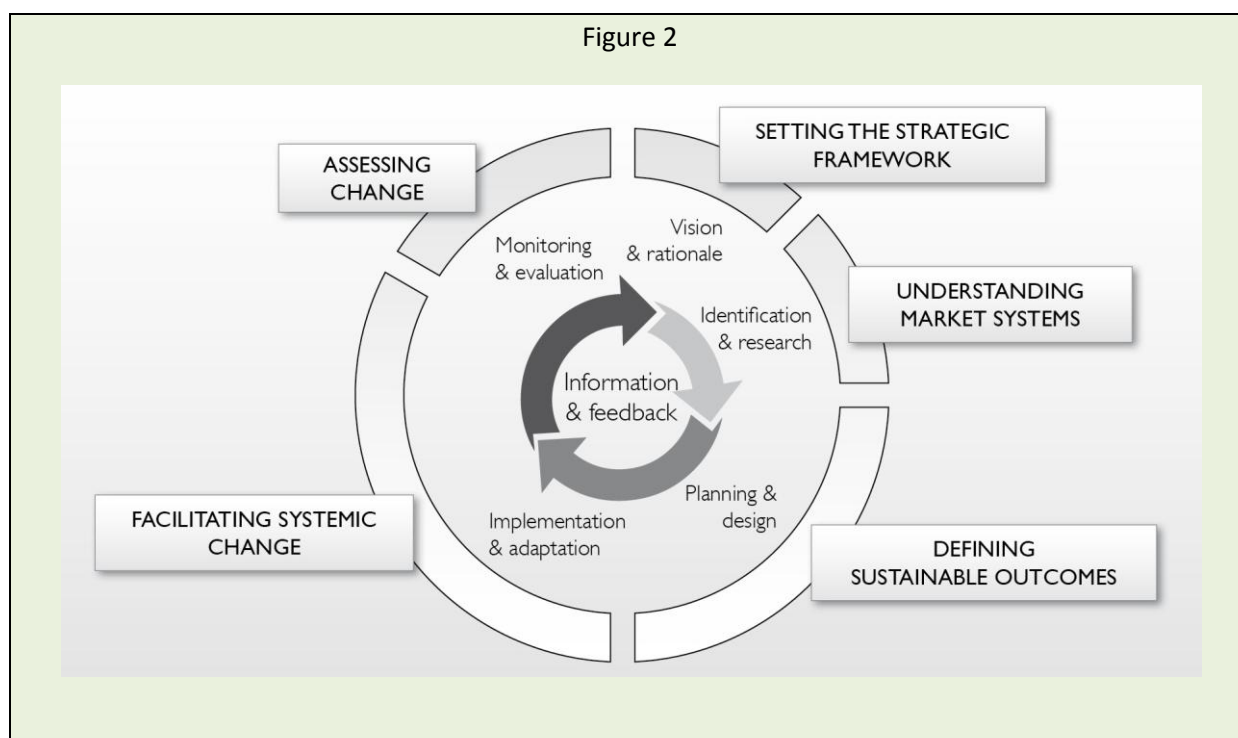 Figure 2
SETTING THE STRATEGIC
FRAMEWORK
ASSESSING
CHANGE
Vision
& rationale
Monitoring
& evaluation
UNDERSTANDING
MARKET SYSTEMS
Identification
& research
Information
& feedback
Planning &
design
Implementation
& adaptation
FACILITATING SYSTEMIC
CHANGE
DEFINING
SUSTAINABLE OUTCOMES